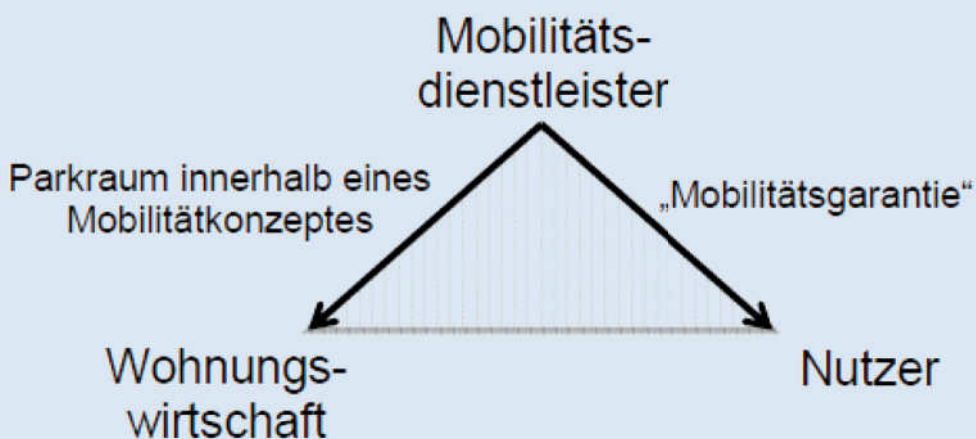 Mobilitäts-
dienstleister
Parkraum innerhalb eines
Mobilitätkonzeptes
„Mobilitätsgarantie“
Wohnungs-
wirtschaft
Nutzer